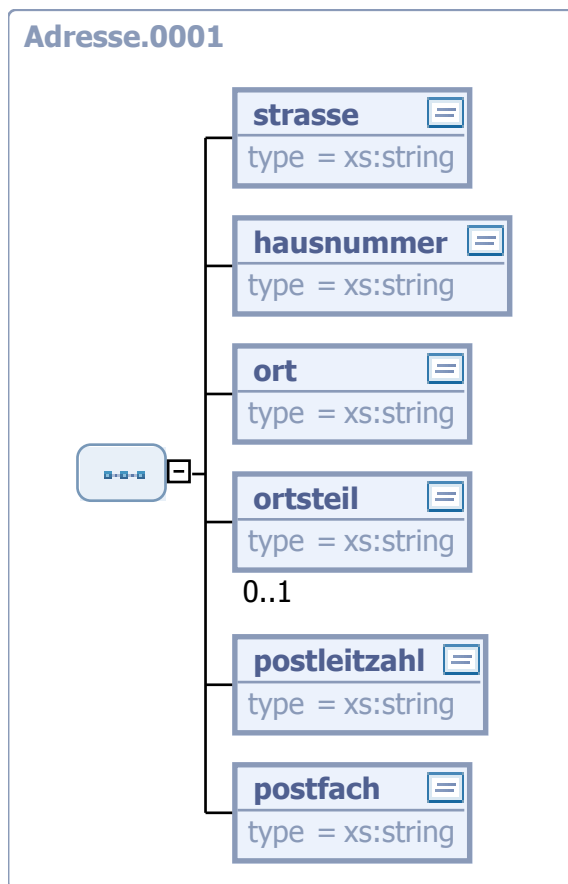 Adresse.0001
strasse
type = xs:string
hausnummer
type = xs:string
ort
type = xs:string
ortsteil
type = xs:string
0..1
postleitzahl
type = xs:string
postfach
type = xs:string